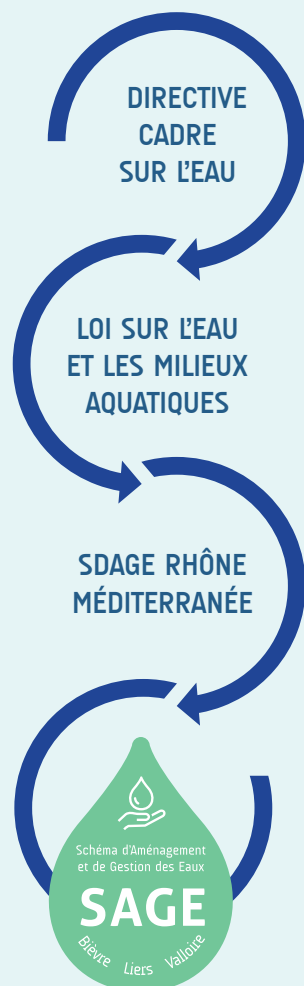 DIRECTIVE
CADRE
SUR L'EAU
LOI SUR L'EAU
ET LES MILIEUX
AQUATIQUES
SDAGE RHÔNE
MÉDITERRANÉE
Schéma d'Aménagement
et de Gestion des Eaux
SAGE
Bièvre Liers Valloire